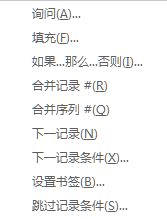 询问(A)...
填充(F)...
如果...那么...否则(I)...
合并记录 #(R)
合并序列 #(Q)
下一记录(N)
下一记录条件(X)...
设置书签(B)...
跳过记录条件(S)...